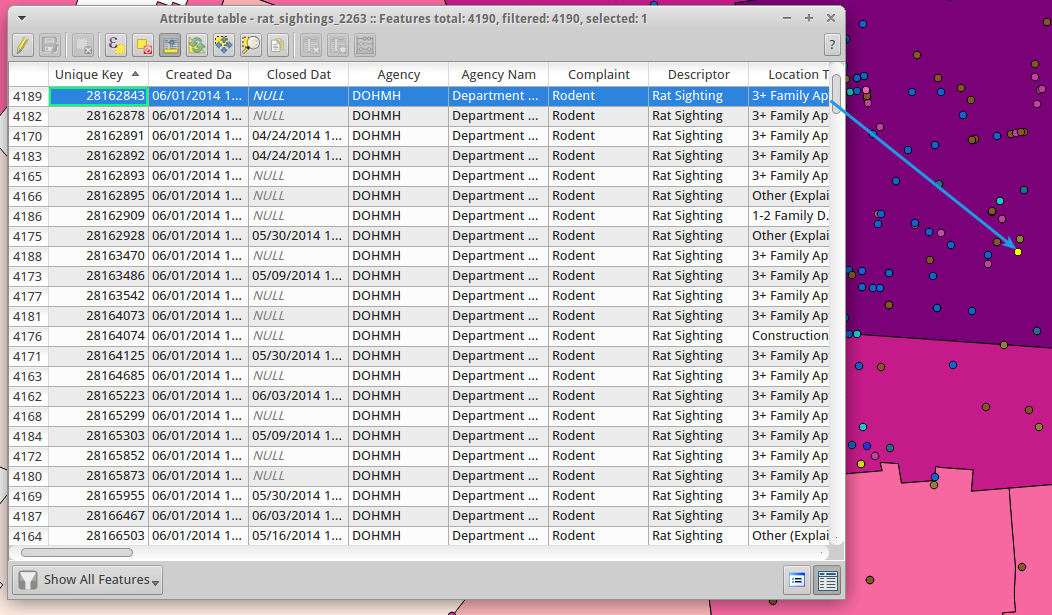 Attribute table - rat_sightings_2263 :: Features total: 4190, filtered: 4190, selected: 1
ε
?
Unique Key Created Da Closed Dat Agency Agency Nam Complaint Descriptor Location T
4189 28162843 06/01/2014 1... NULL DOHMH Department ... Rodent Rat Sighting 3+ Family Ap
4182 28162878 06/01/2014 1... NULL DOHMH Department ... Rodent Rat Sighting 3+ Family Ap
4170 28162891 06/01/2014 1... 04/24/2014 1... DOHMH Department ... Rodent Rat Sighting 3+ Family Ap
4183 28162892 06/01/2014 1... 04/24/2014 1... DOHMH Department ... Rodent Rat Sighting 3+ Family Ap
4165 28162893 06/01/2014 1... NULL DOHMH Department ... Rodent Rat Sighting 3+ Family Ap
4166 28162895 06/01/2014 1... NULL DOHMH Department ... Rodent Rat Sighting Other (Explai
4186 28162909 06/01/2014 1... NULL DOHMH Department ... Rodent Rat Sighting 1-2 Family D.
4175 28162928 06/01/2014 1... 05/30/2014 1... DOHMH Department ... Rodent Rat Sighting Other (Explai
4188 28163470 06/01/2014 1... NULL DOHMH Department ... Rodent Rat Sighting 3+ Family Ap
4173 28163486 06/01/2014 1... 05/09/2014 1... DOHMH Department ... Rodent Rat Sighting 3+ Family Ap
4177 28163542 06/01/2014 1... NULL DOHMH Department ... Rodent Rat Sighting 3+ Family Ap
4181 28164073 06/01/2014 1... NULL DOHMH Department ... Rodent Rat Sighting 3+ Family Ap
4176 28164074 06/01/2014 1... NULL DOHMH Department ... Rodent Rat Sighting Construction
4171 28164125 06/01/2014 1... 05/30/2014 1... DOHMH Department ... Rodent Rat Sighting 3+ Family Ap
4163 28164685 06/01/2014 1... NULL DOHMH Department ... Rodent Rat Sighting 3+ Family Ap
4162 28165223 06/01/2014 1... 06/03/2014 1... DOHMH Department ... Rodent Rat Sighting 3+ Family Ap
4168 28165299 06/01/2014 1... NULL DOHMH Department ... Rodent Rat Sighting 3+ Family Ap
4184 28165303 06/01/2014 1... 05/09/2014 1... DOHMH Department ... Rodent Rat Sighting 3+ Family Ap
4172 28165852 06/01/2014 1... NULL DOHMH Department ... Rodent Rat Sighting 3+ Family Ap
4180 28165873 06/01/2014 1... NULL DOHMH Department ... Rodent Rat Sighting 3+ Family Ap
4169 28165955 06/01/2014 1... 05/30/2014 1... DOHMH Department ... Rodent Rat Sighting 3+ Family Ap
4187 28166467 06/01/2014 1... 06/03/2014 1... DOHMH Department ... Rodent Rat Sighting 3+ Family Ap
4164 28166503 06/01/2014 1... 05/16/2014 1... DOHMH Department ... Rodent Rat Sighting Other (Explai
Show All Features